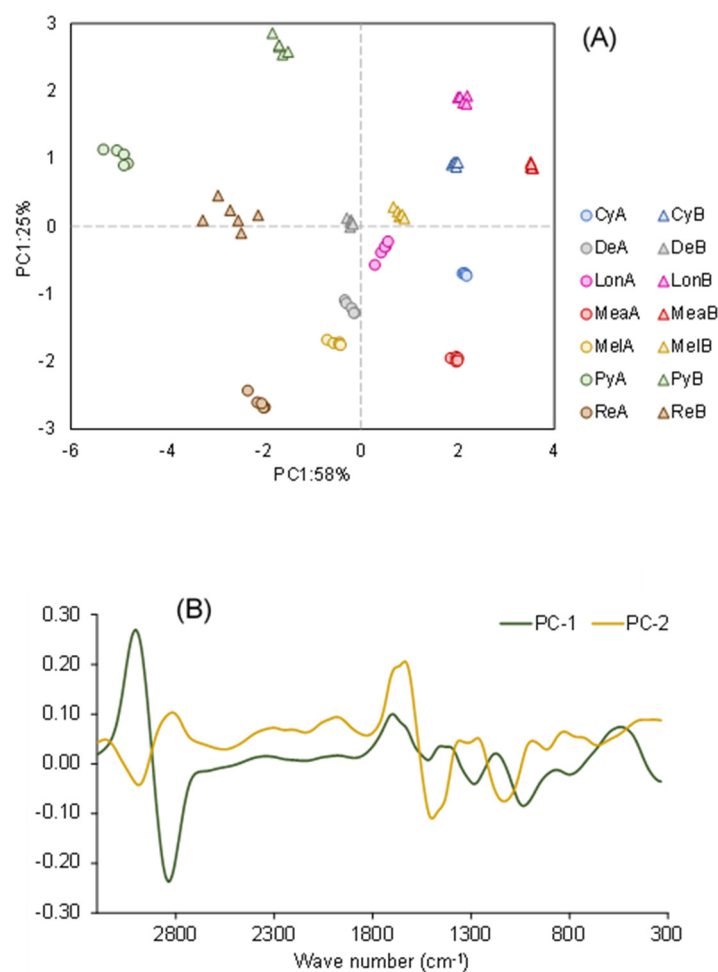 (A)
3
2
1
0
-1
-2
-3
PC1:25%
-6
-4
-2
0
2
4
PC1:58%
CyA CyB
DeA DeB
LonA LonB
MeaA MeaB
MelA MelB
PyA PyB
ReA ReB
(B)
PC-1 PC-2
0.30
0.20
0.10
0.00
-0.10
-0.20
-0.30
2800 2300 1800 1300 800 300
Wave number (cm-1)